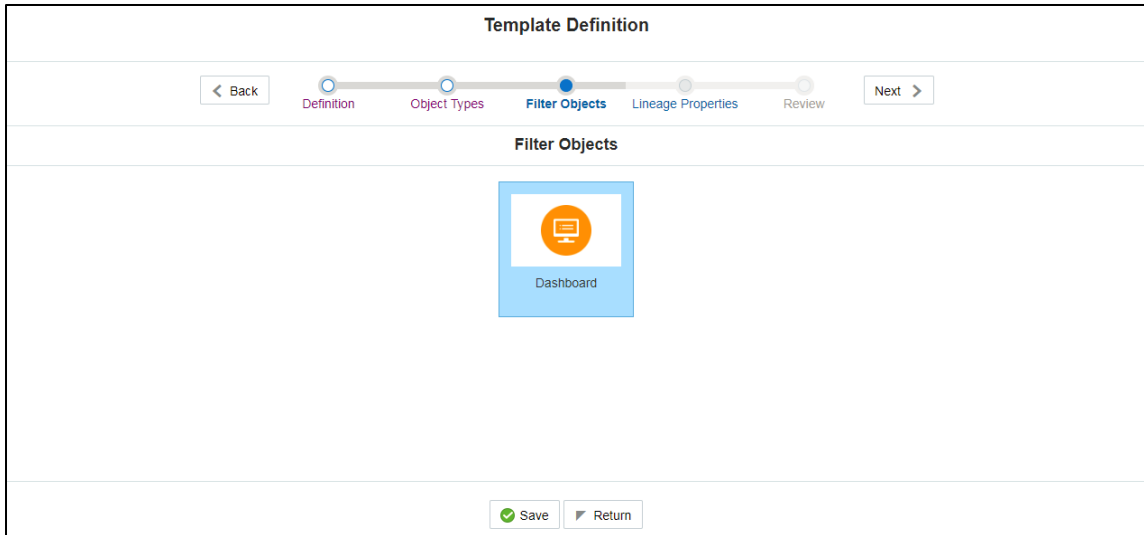 Template Definition
Back
Definition
Object Types
Filter Objects
Lineage Properties
Review
Next
Filter Objects
Dashboard
Save
Return